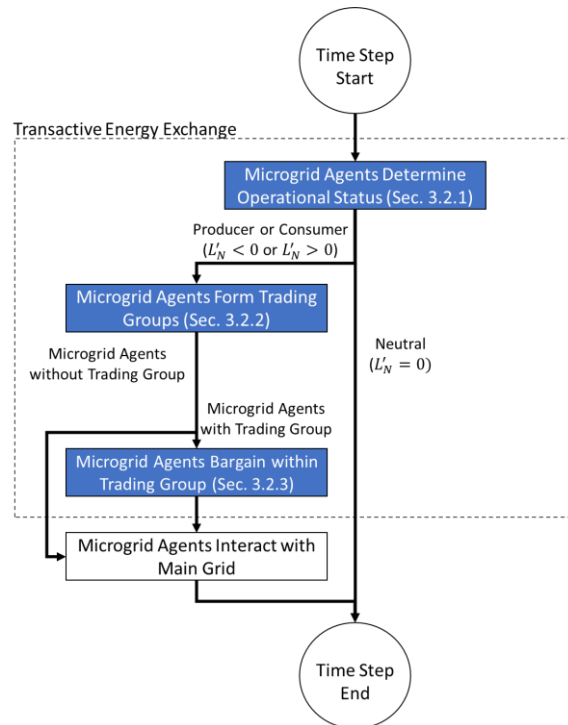 Time Step
Start
Transactive Energy Exchange
Microgrid Agents Determine
Operational Status (Sec. 3.2.1)
Producer or Consumer
(L′_N < 0 or L′_N > 0)
Microgrid Agents Form Trading
Groups (Sec. 3.2.2)
Neutral
(L′_N = 0)
Microgrid Agents
without Trading Group
Microgrid Agents
with Trading Group
Microgrid Agents Bargain within
Trading Group (Sec. 3.2.3)
Microgrid Agents Interact with
Main Grid
Time Step
End